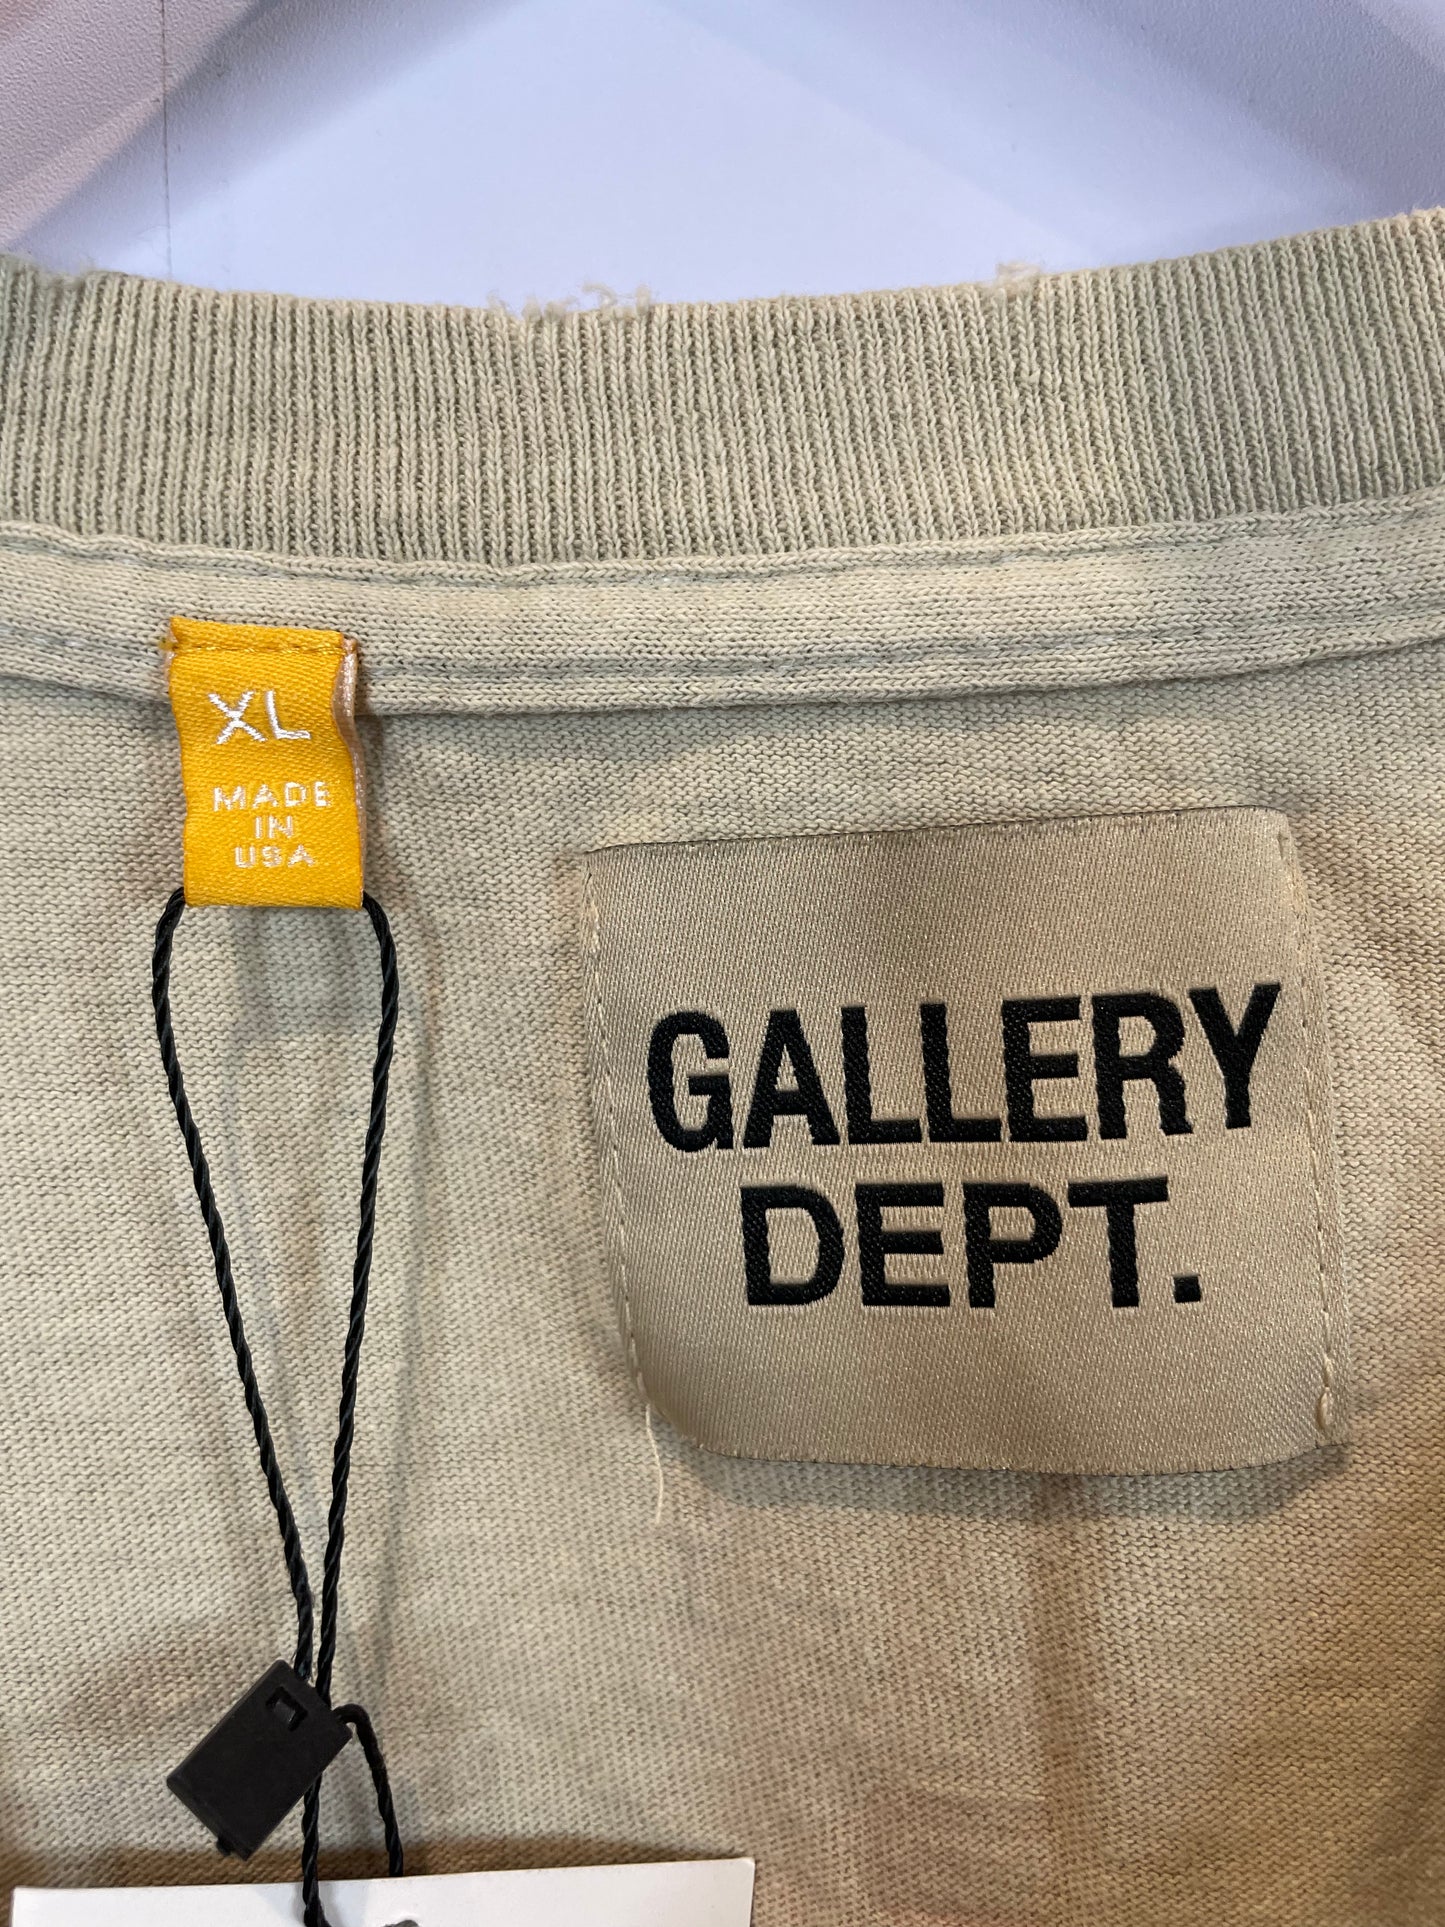 XL
MADE
IN
USA
GALLERY
DEPT.